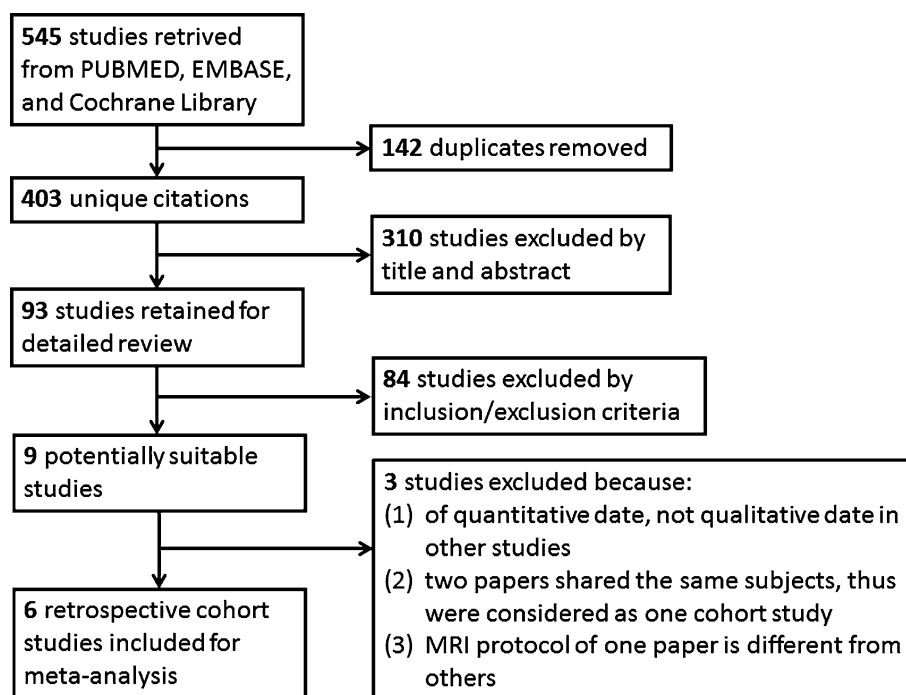 545 studies retrived
from PUBMED, EMBASE,
and Cochrane Library
142 duplicates removed
403 unique citations
310 studies excluded by
title and abstract
93 studies retained for
detailed review
84 studies excluded by
inclusion/exclusion criteria
9 potentially suitable
studies
3 studies excluded because:
(1) of quantitative date, not qualitative date in
other studies
(2) two papers shared the same subjects, thus
were considered as one cohort study
(3) MRI protocol of one paper is different from
others
6 retrospective cohort
studies included for
meta-analysis